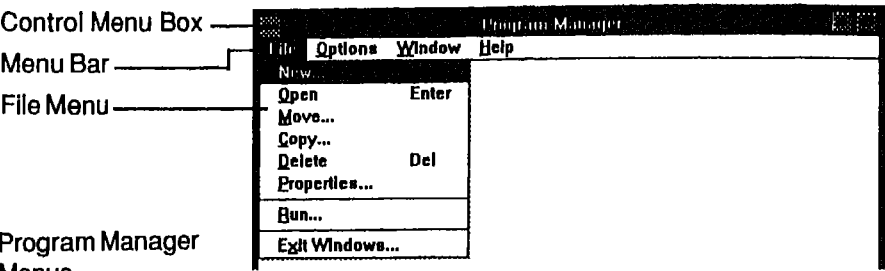 Control Menu Box
Program Manager
File Options Window Help
Menu Bar
New...
Open Enter
File Menu
Move...
Copy...
Delete Del
Properties...
Run...
Program Manager
Exit Windows...
Menus